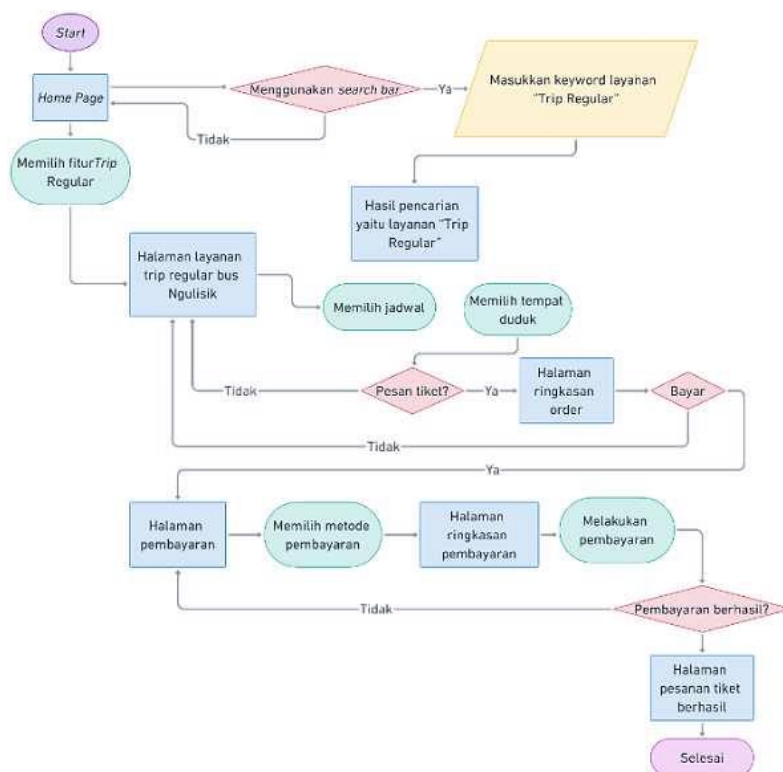 Start
Home Page
Menggunakan search bar
Ya
Masukkan keyword layanan
"Trip Regular"
Tidak
Memilih fiturTrip
Regular
Hasil pencarian
yaitu layanan "Trip
Regular"
Halaman layanan
trip regular bus
Ngulisik
Memilih jadwal
Memilih tempat
duduk
Tidak
Pesan tiket?
Ya
Halaman
ringkasan
order
Bayar
Tidak
Ya
Halaman
pembayaran
Memilih metode
pembayaran
Halaman
ringkasan
pembayaran
Melakukan
pembayaran
Tidak
Pembayaran berhasil?
Halaman
pesanan tiket
berhasil
Selesai